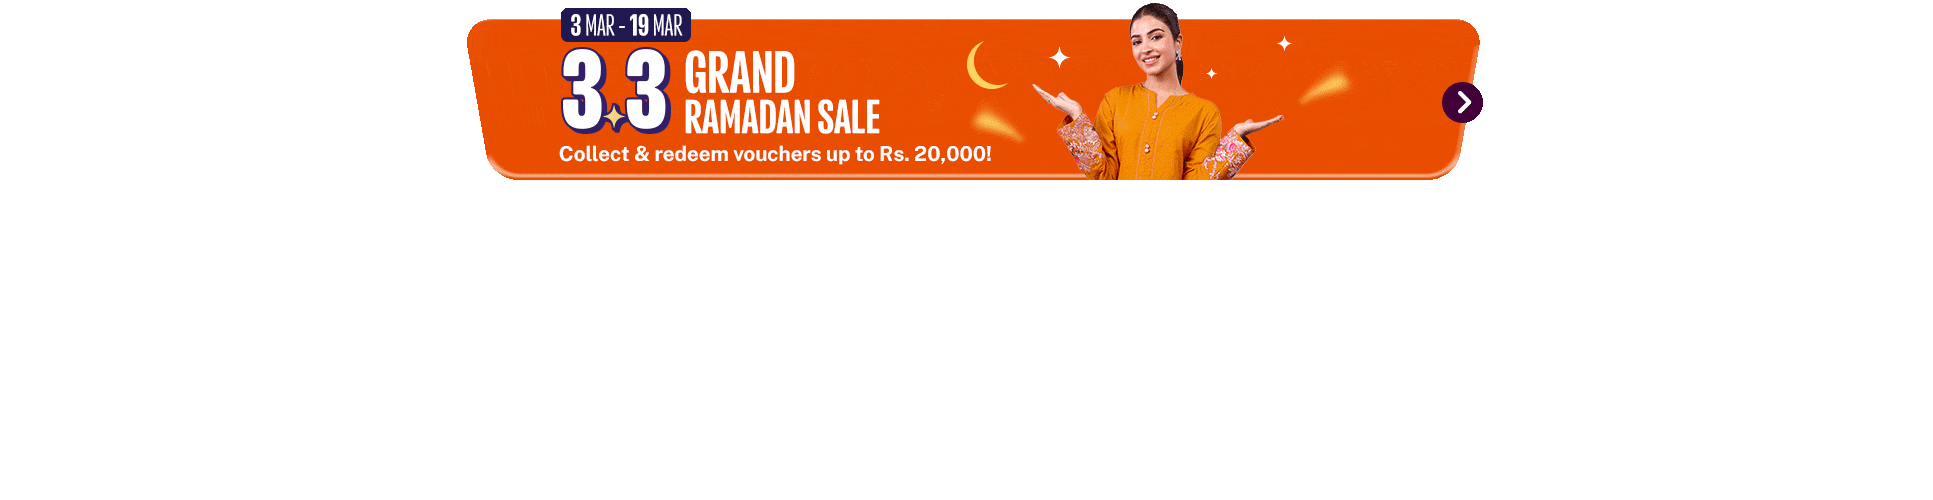 3 MAR - 19 MAR
3.3 GRAND
RAMADAN SALE
Collect & redeem vouchers up to Rs. 20,000!